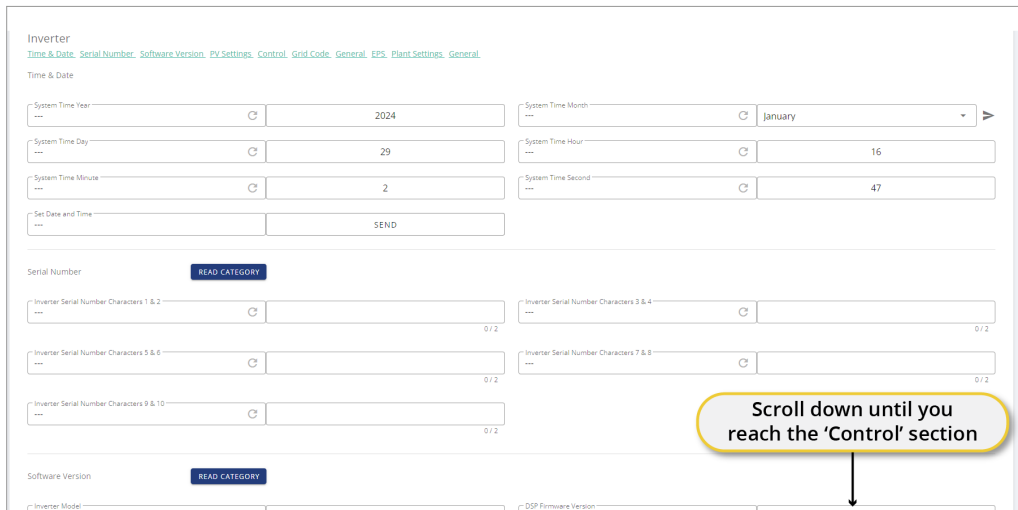 Inverter
Time & Date Serial Number Software Version PV Settings Control Grid Code General EPS Plant Settings General
Time & Date
System Time Year
---
2024
System Time Month
---
January
System Time Day
---
29
System Time Hour
---
16
System Time Minute
---
2
System Time Second
---
47
Set Date and Time
---
SEND
Serial Number
READ CATEGORY
Inverter Serial Number Characters 1 & 2
---
0 / 2
Inverter Serial Number Characters 3 & 4
---
0 / 2
Inverter Serial Number Characters 5 & 6
---
0 / 2
Inverter Serial Number Characters 7 & 8
---
0 / 2
Inverter Serial Number Characters 9 & 10
---
0 / 2
Scroll down until you
reach the ‘Control’ section
Software Version
READ CATEGORY
Inverter Model
DSP Firmware Version